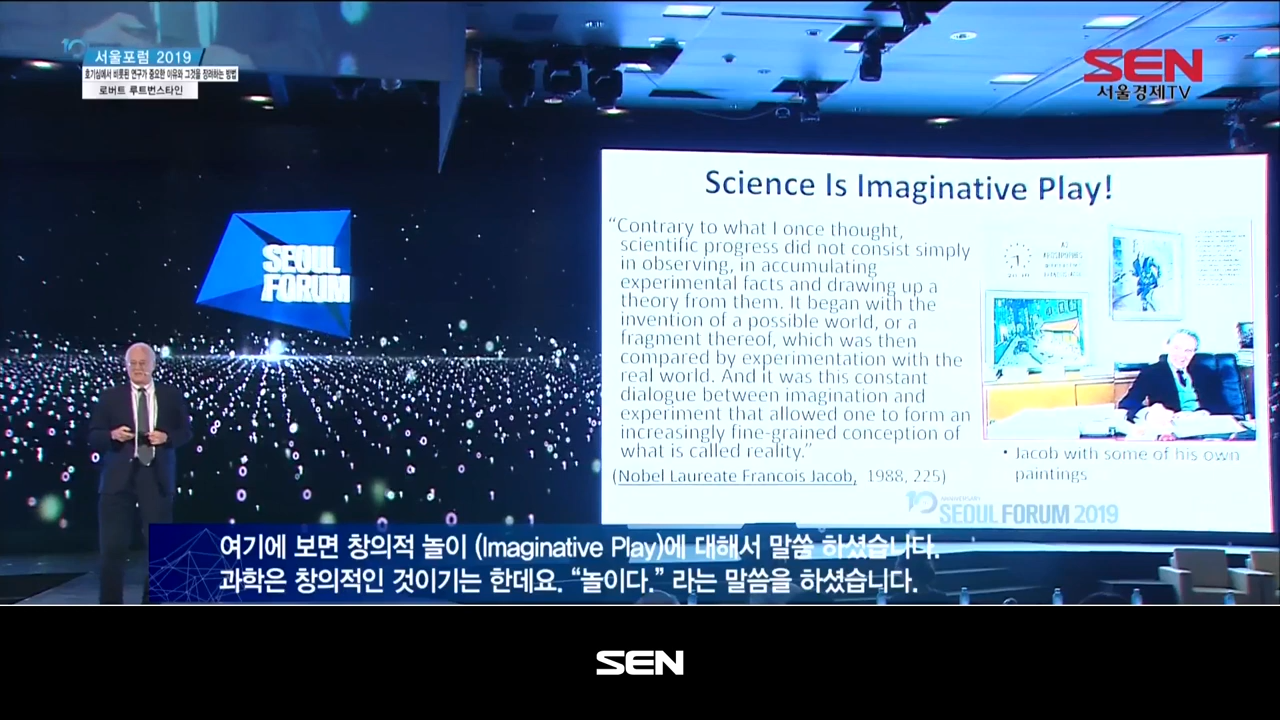 10 서울포럼 2019
호기심에서 비롯된 연구가 중요한 이유와 그것을 장려하는 방법
로버트 루트번스타인
SEN
서울경제TV
SEOUL
FORUM
Science Is Imaginative Play!
“Contrary to what I once thought,
scientific progress did not consist simply
in observing, in accumulating
experimental facts and drawing up a
theory from them. It began with the
invention of a possible world, or a
fragment thereof, which was then
compared by experimentation with the
real world. And it was this constant
dialogue between imagination and
experiment that allowed one to form an
increasingly fine-grained conception of
what is called reality.”
(Nobel Laureate Francois Jacob, 1988, 225)
• Jacob with some of his own
paintings
10 ANNIVERSARY
SEOUL FORUM 2019
여기에 보면 창의적 놀이 (Imaginative Play)에 대해서 말씀 하셨습니다.
과학은 창의적인 것이기는 한데요. “놀이다.” 라는 말씀을 하셨습니다.
SEN